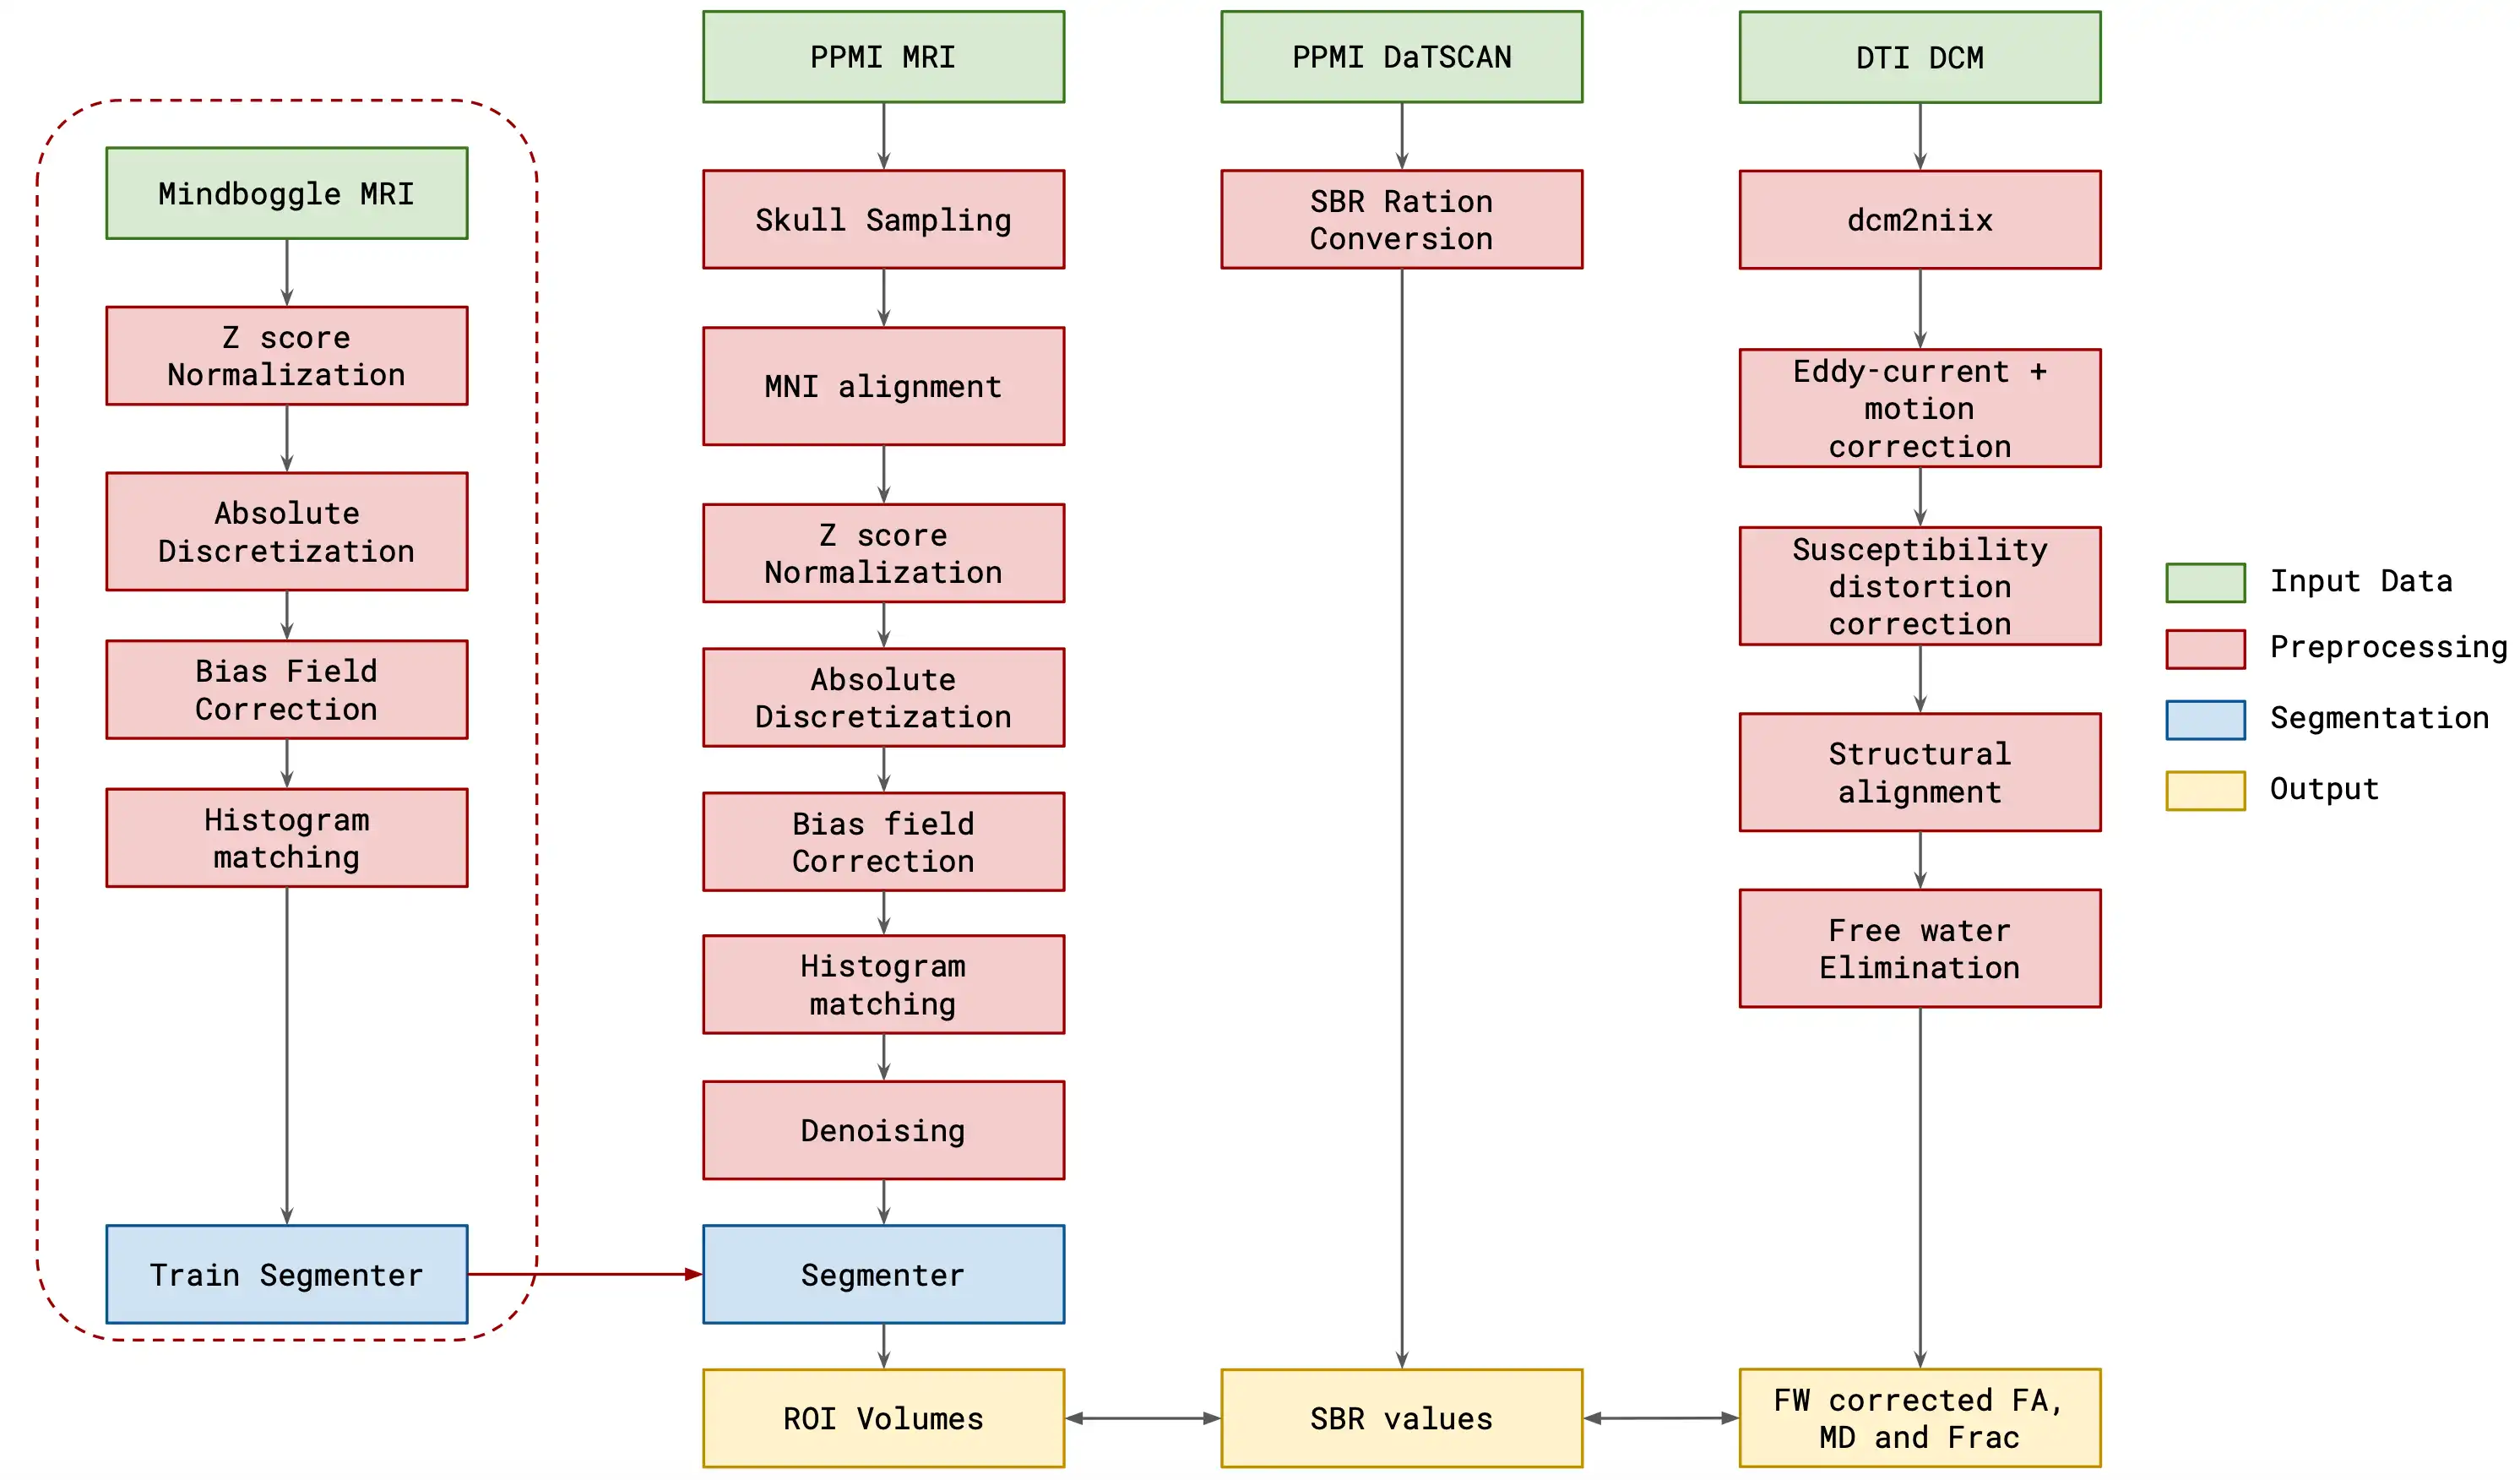 Mindboggle MRI
Z score
Normalization
Absolute
Discretization
Bias Field
Correction
Histogram
matching
Train Segmenter
PPMI MRI
Skull Sampling
MNI alignment
Z score
Normalization
Absolute
Discretization
Bias field
Correction
Histogram
matching
Denoising
Segmenter
ROI Volumes
PPMI DaTSCAN
SBR Ration
Conversion
SBR values
DTI DCM
dcm2niix
Eddy-current +
motion
correction
Susceptibility
distortion
correction
Structural
alignment
Free water
Elimination
FW corrected FA,
MD and Frac
Input Data
Preprocessing
Segmentation
Output